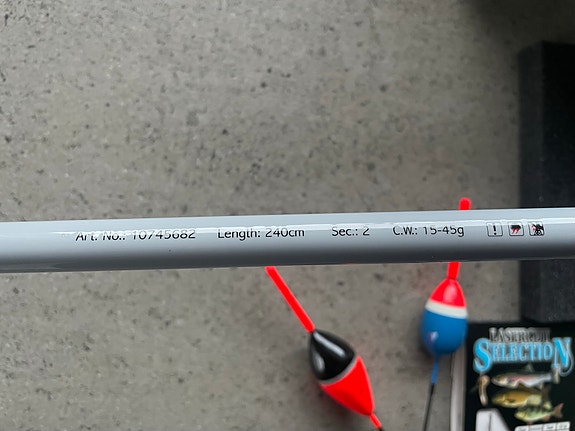 Art. No.: 10745682 Length: 240cm Sec.: 2 C.W.: 15-45g
SELECTION